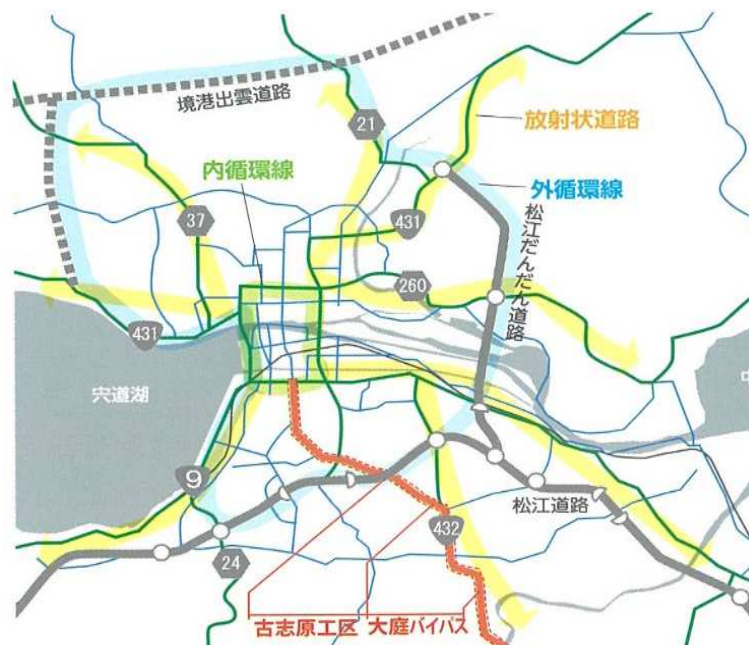 境港出雲道路
21
放射状道路
内循環線
外循環線
37
431
松江だんだん道路
260
431
宍道湖
9
松江道路
432
24
古志原工区
大庭バイパス